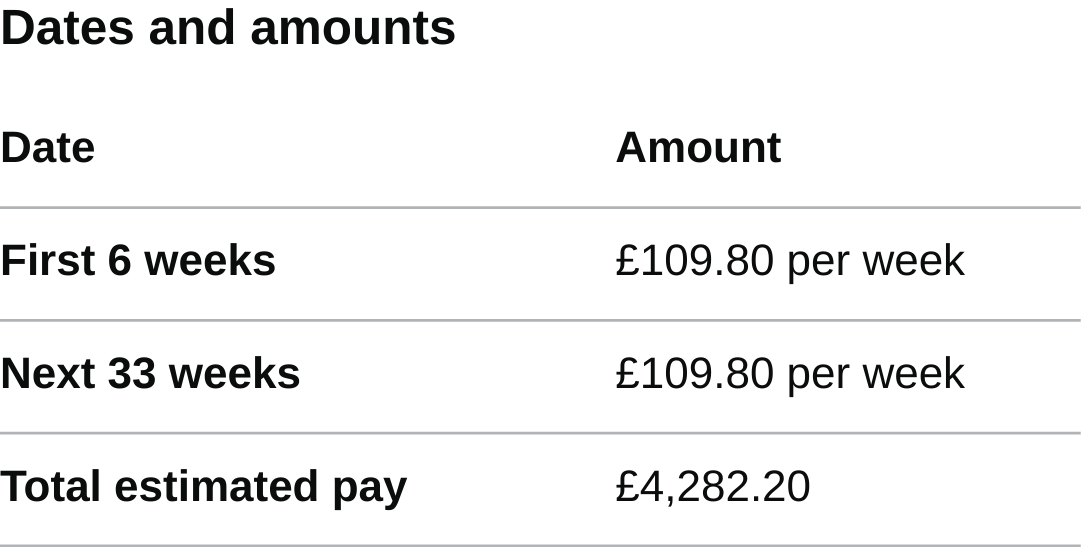 Dates and amounts
Date Amount
First 6 weeks £109.80 per week
Next 33 weeks £109.80 per week
Total estimated pay £4,282.20